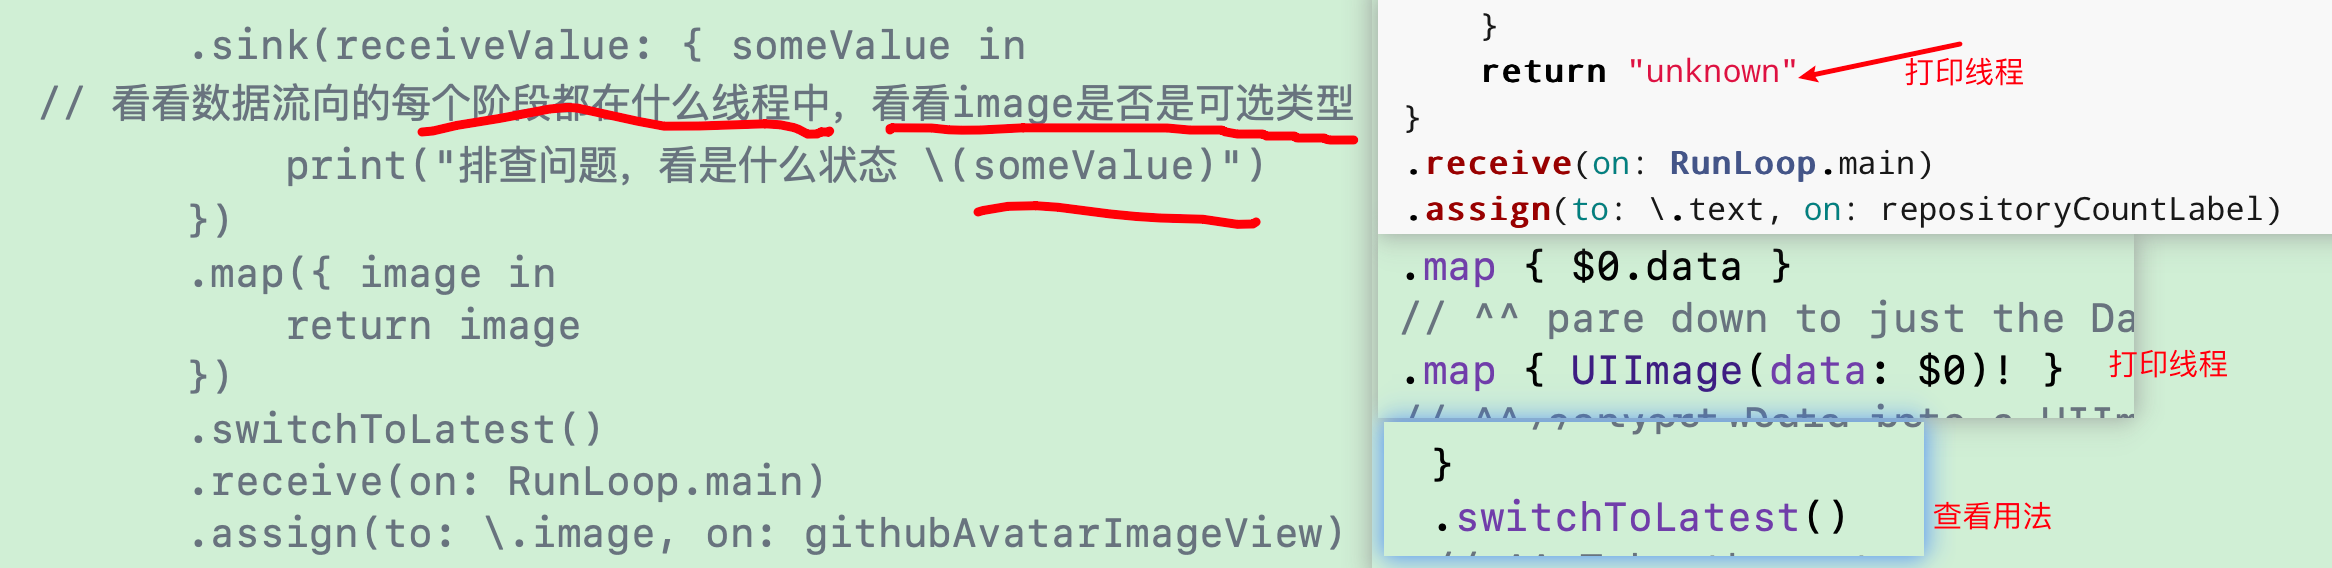 .sink(receiveValue: { someValue in
// 看看数据流向的每个阶段都在什么线程中，看看image是否是可选类型
print("排查问题，看是什么状态 \(someValue)")
})
.map({ image in
return image
})
.switchToLatest()
.receive(on: RunLoop.main)
.assign(to: \.image, on: githubAvatarImageView)
}
return "unknown"
打印线程
}
.receive(on: RunLoop.main)
.assign(to: \.text, on: repositoryCountLabel)
.map { $0.data }
// ^^ pare down to just the Da
.map { UIImage(data: $0)! }
打印线程
}
.switchToLatest()
查看用法